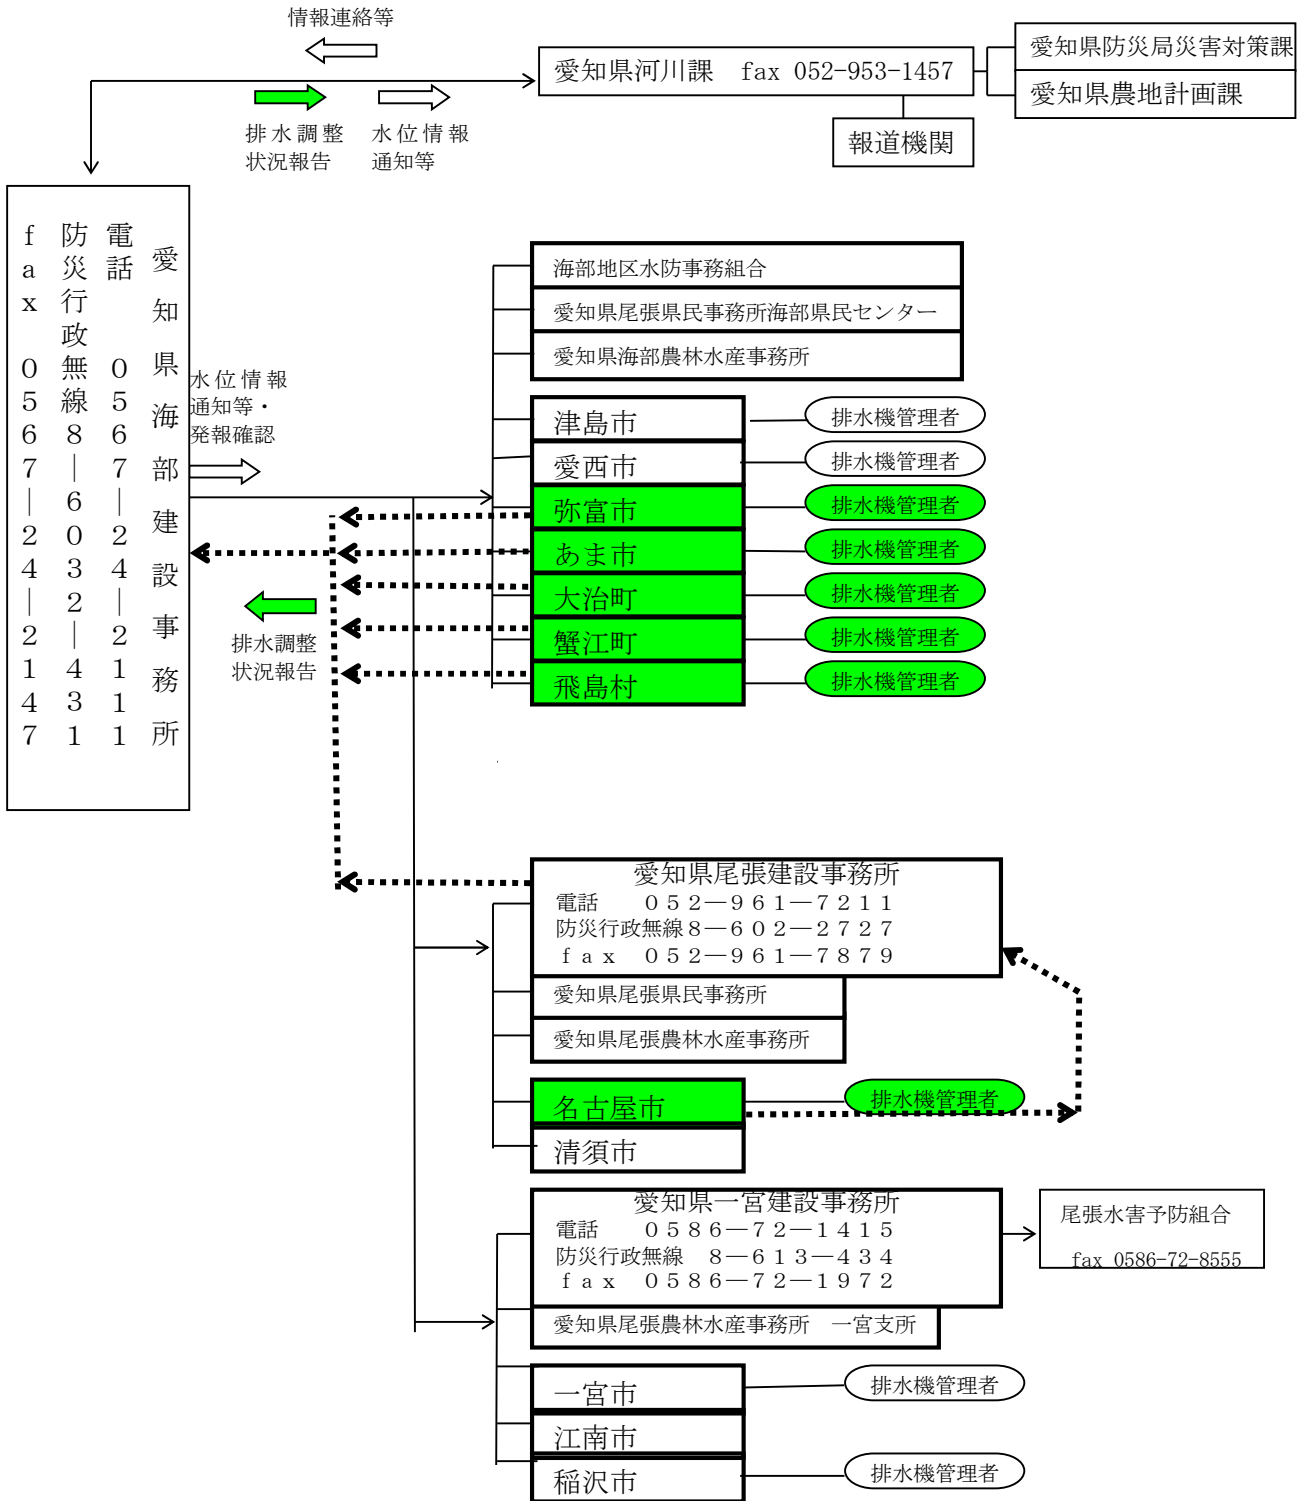 情報連絡等
愛知県河川課　fax 052-953-1457
愛知県防災局災害対策課
愛知県農地計画課
報道機関
排水調整
状況報告
水位情報
通知等
愛知県海部建設事務所
電話　　０５６７―２４―２１１１
防災行政無線８―６０３２―４３１
ｆａｘ　０５６７―２４―２１４７
水位情報
通知等・
発報確認
排水調整
状況報告
海部地区水防事務組合
愛知県尾張県民事務所海部県民センター
愛知県海部農林水産事務所
津島市
排水機管理者
愛西市
排水機管理者
弥富市
排水機管理者
あま市
排水機管理者
大治町
排水機管理者
蟹江町
排水機管理者
飛島村
排水機管理者
愛知県尾張建設事務所
電話　　０５２―９６１―７２１１
防災行政無線８―６０２―２７２７
ｆａｘ　０５２―９６１―７８７９
愛知県尾張県民事務所
愛知県尾張農林水産事務所
名古屋市
排水機管理者
清須市
愛知県一宮建設事務所
電話　　０５８６―７２―１４１５
防災行政無線　８―６１３―４３４
ｆａｘ　０５８６―７２―１９７２
尾張水害予防組合
fax 0586-72-8555
愛知県尾張農林水産事務所　一宮支所
一宮市
排水機管理者
江南市
稲沢市
排水機管理者